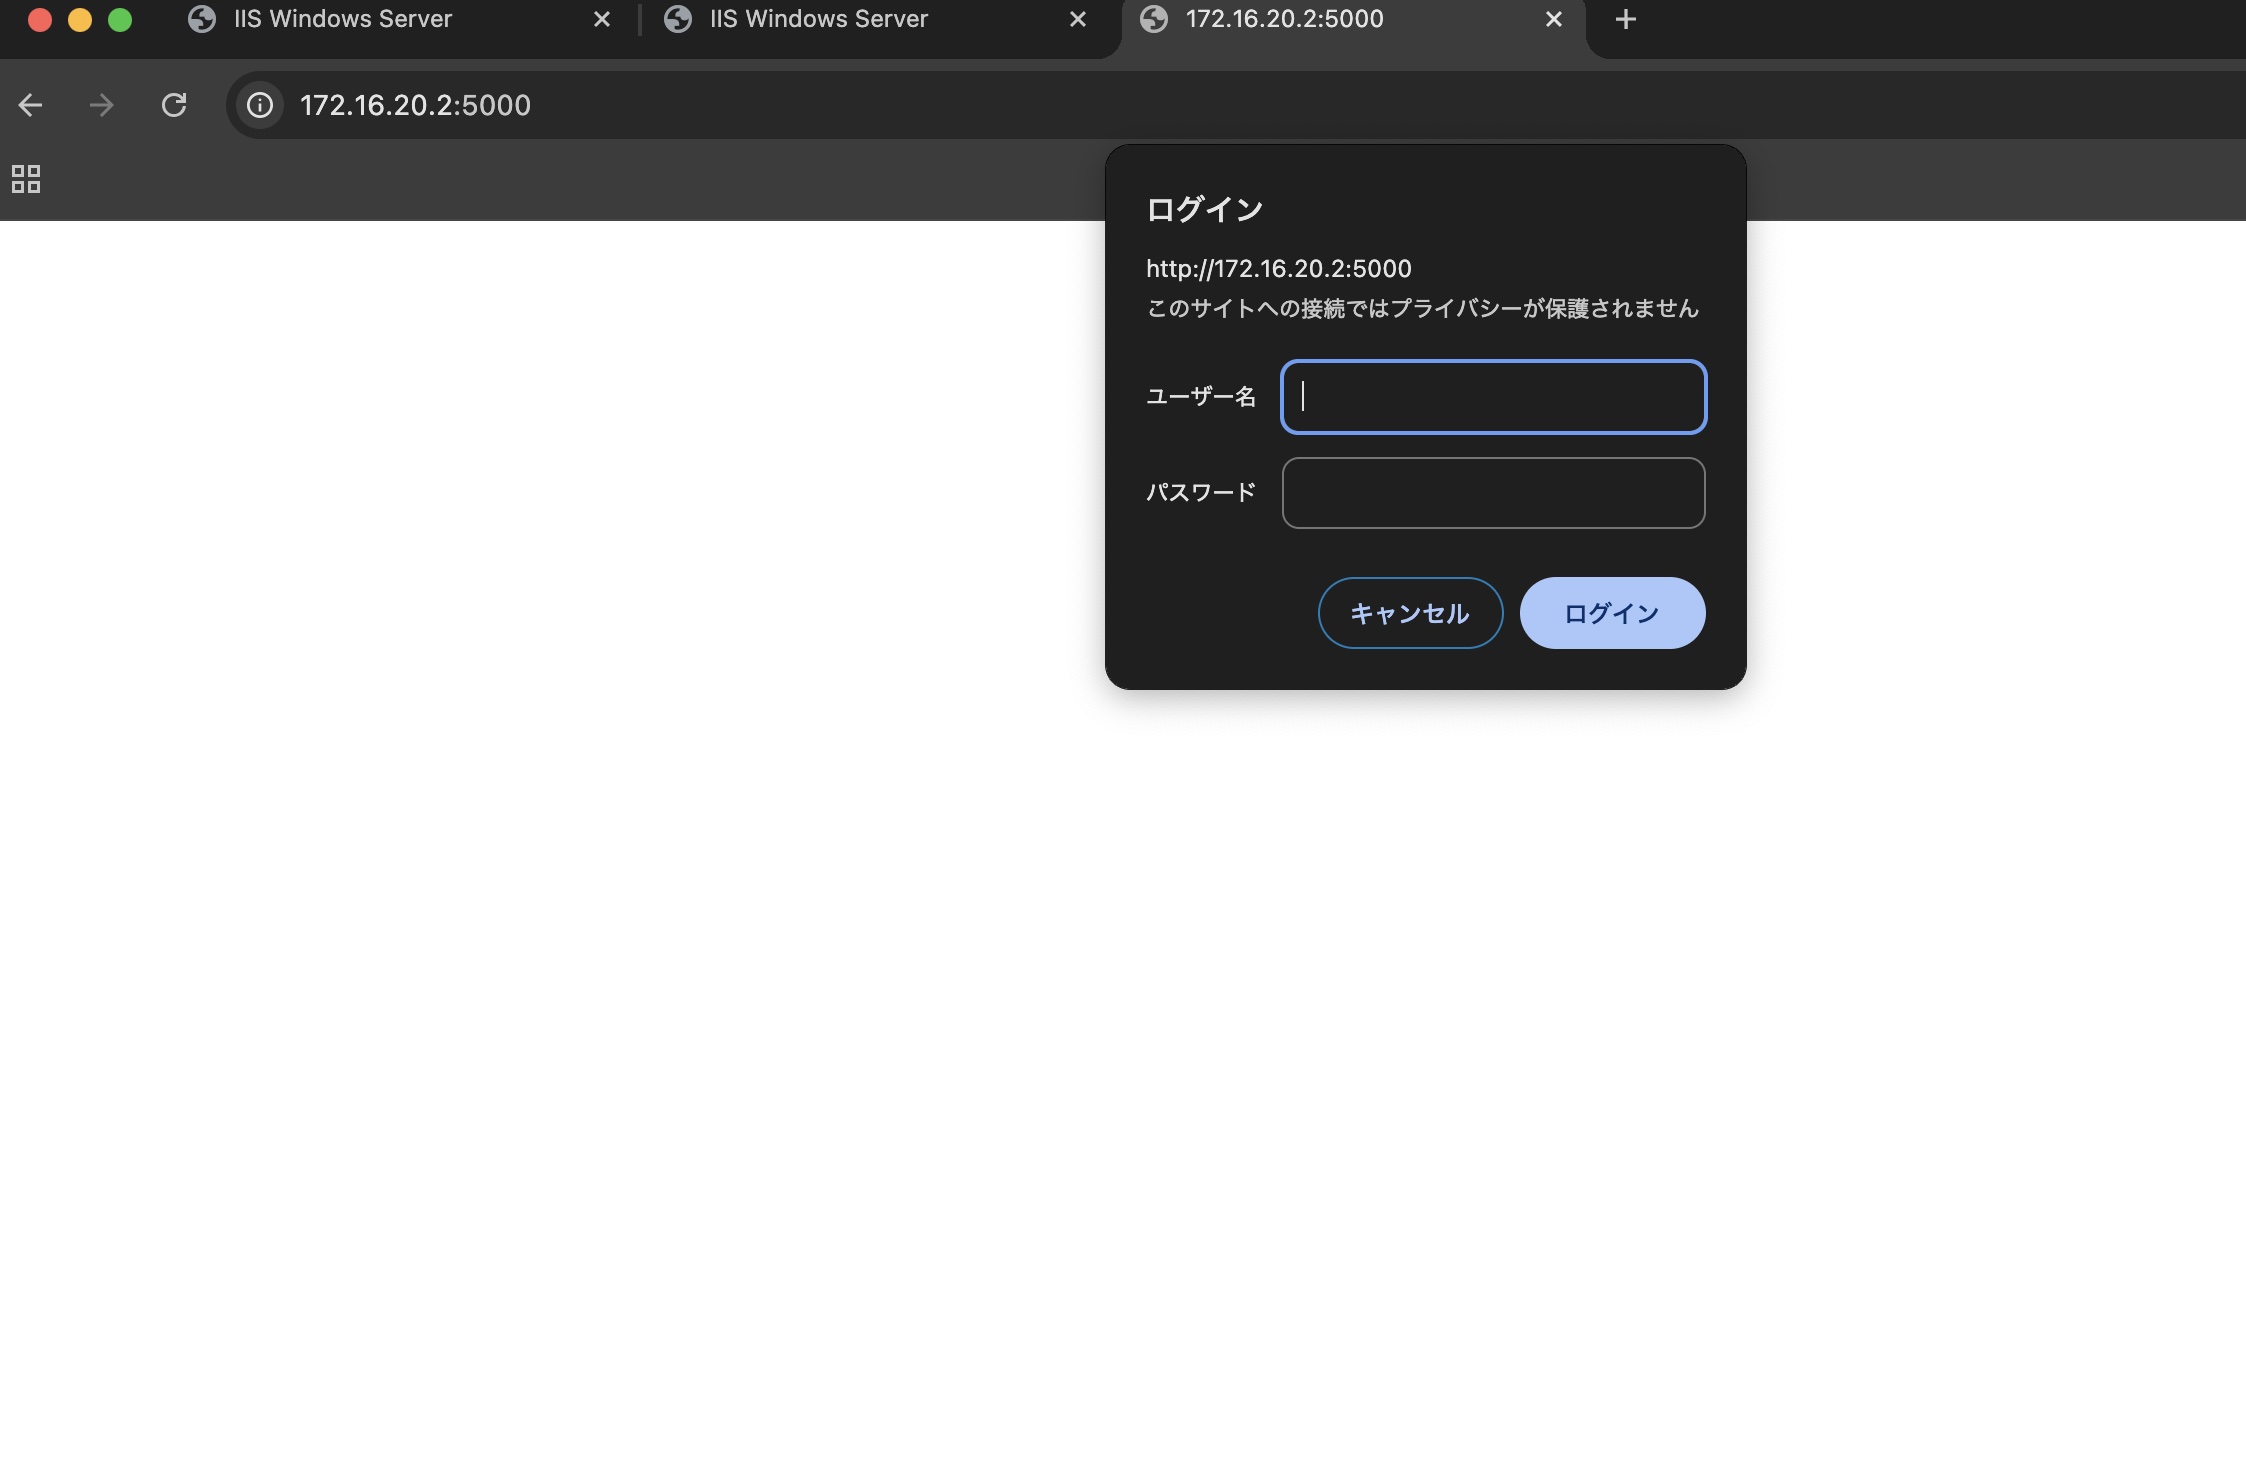 IIS Windows Server
IIS Windows Server
172.16.20.2:5000
172.16.20.2:5000
ログイン
http://172.16.20.2:5000
このサイトへの接続ではプライバシーが保護されません
ユーザー名
パスワード
キャンセル ログイン